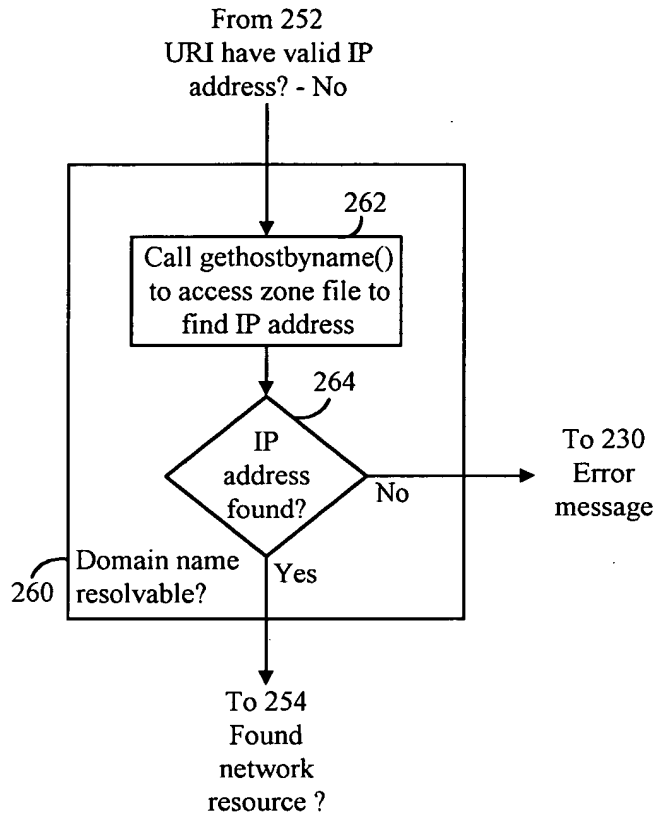 From 252
URI have valid IP
address? - No
262
Call gethostbyname()
to access zone file to
find IP address
264
IP
address
found?
No
To 230
Error
message
Yes
260
Domain name
resolvable?
To 254
Found
network
resource ?